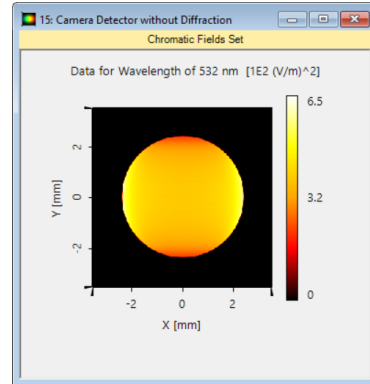 15: Camera Detector without Diffraction
Chromatic Fields Set
Data for Wavelength of 532 nm [1E2 (V/m)^2]
6.5
3.2
0
Y [mm]
2
0
-2
-2 0 2
X [mm]